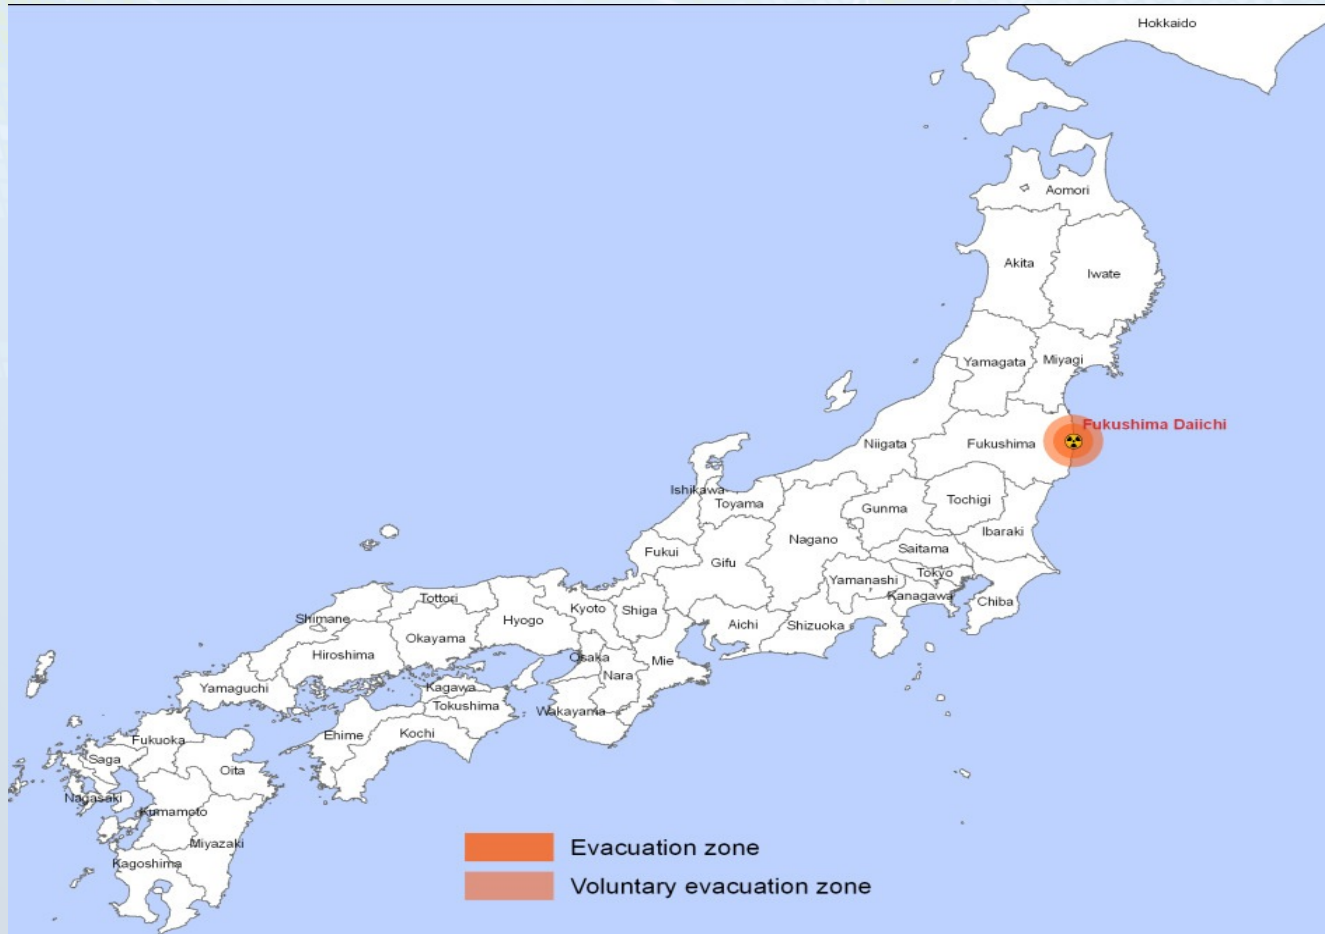 Hokkaido
Aomori
Akita
Iwate
Yamagata
Miyagi
Fukushima Daiichi
Niigata
Fukushima
Ishikawa
Toyama
Gunma
Tochigi
Ibaraki
Nagano
Saitama
Fukui
Gifu
Tokyo
Yamanashi
Kanagawa
Chiba
Tottori
Kyoto
Shiga
Shimane
Hyogo
Aichi
Shizuoka
Okayama
Hiroshima
Osaka
Mie
Nara
Yamaguchi
Kagawa
Tokushima
Wakayama
Ehime
Kochi
Fukuoka
Saga
Oita
Nagasaki
Kumamoto
Miyazaki
Kagoshima
Evacuation zone
Voluntary evacuation zone